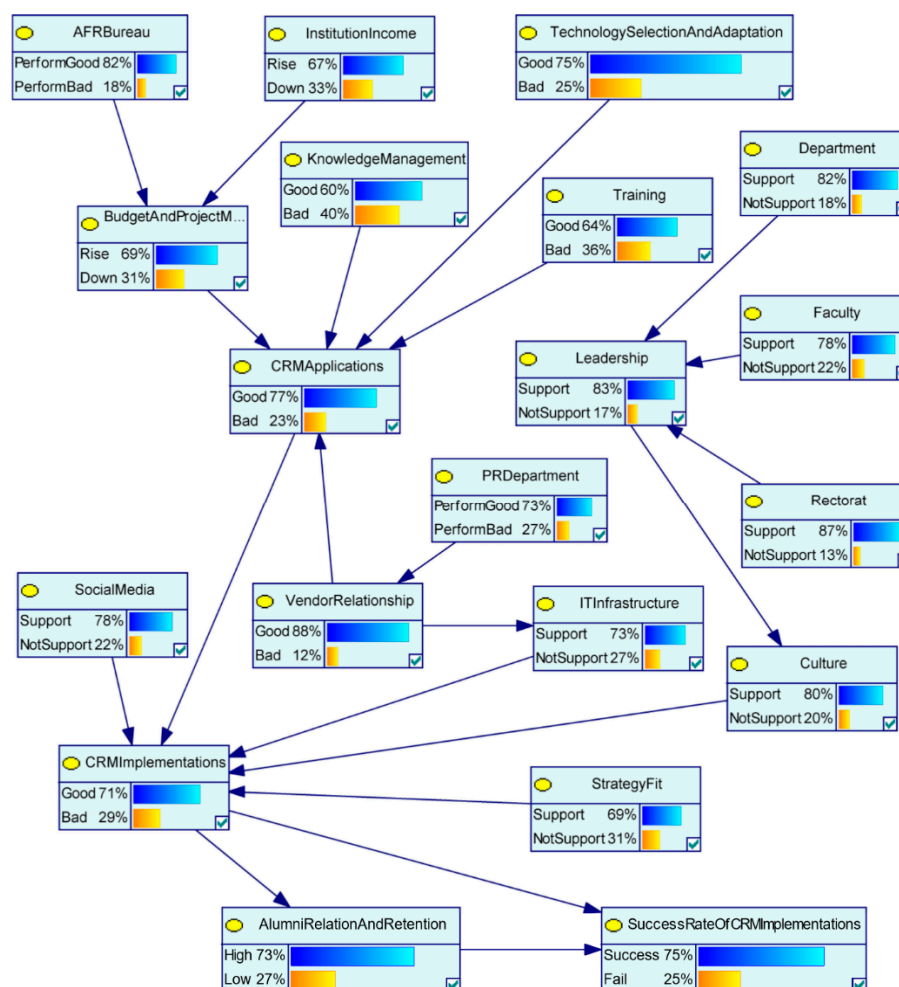 AFRBureau
PerformGood 82%
PerformBad 18%
InstitutionIncome
Rise 67%
Down 33%
TechnologySelectionAndAdaptation
Good 75%
Bad 25%
KnowledgeManagement
Good 60%
Bad 40%
Department
Support 82%
NotSupport 18%
Training
Good 64%
Bad 36%
BudgetAndProjectM...
Rise 69%
Down 31%
Faculty
Support 78%
NotSupport 22%
CRMApplications
Good 77%
Bad 23%
Leadership
Support 83%
NotSupport 17%
PRDepartment
PerformGood 73%
PerformBad 27%
Rectorat
Support 87%
NotSupport 13%
SocialMedia
Support 78%
NotSupport 22%
VendorRelationship
Good 88%
Bad 12%
ITInfrastructure
Support 73%
NotSupport 27%
Culture
Support 80%
NotSupport 20%
CRMImplementations
Good 71%
Bad 29%
StrategyFit
Support 69%
NotSupport 31%
AlumniRelationAndRetention
High 73%
Low 27%
SuccessRateOfCRMImplementations
Success 75%
Fail 25%